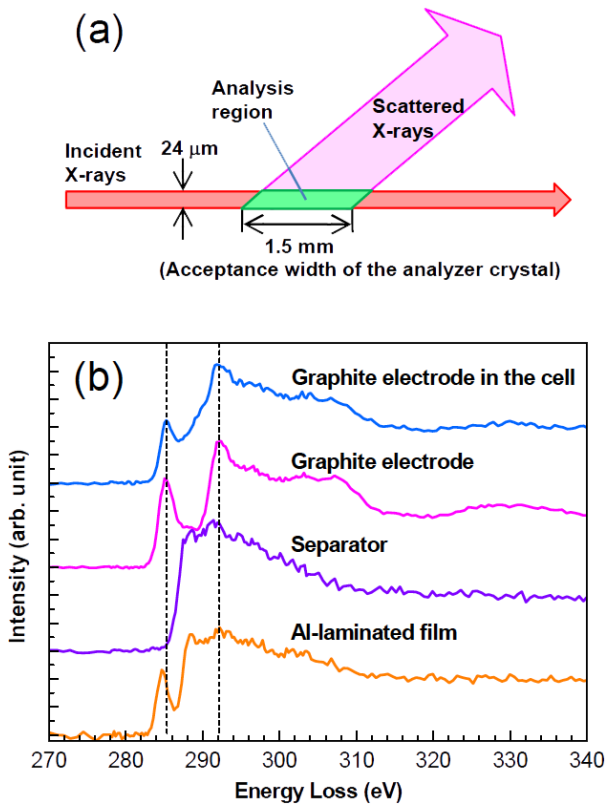 (a)
Analysis
region
Scattered
X-rays
Incident
X-rays
24 μm
1.5 mm
(Acceptance width of the analyzer crystal)
(b)
Graphite electrode in the cell
Graphite electrode
Separator
Al-laminated film
Intensity (arb. unit)
270 280 290 300 310 320 330 340
Energy Loss (eV)